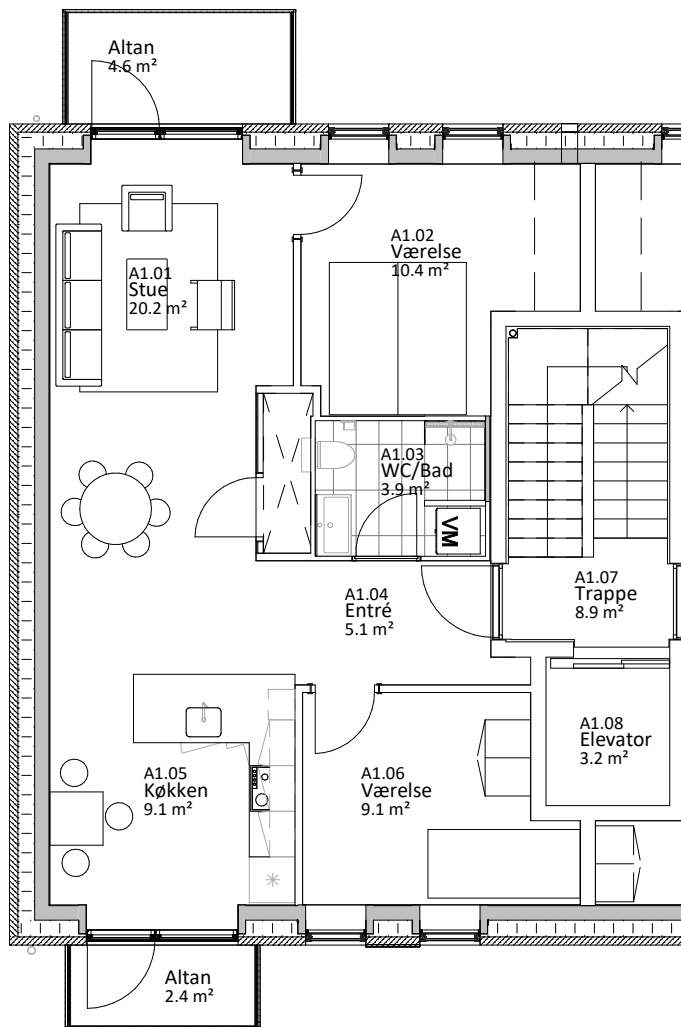 Altan
4.6 m²
A1.02
Værelse
10.4 m²
A1.01
Stue
20.2 m²
A1.03
WC/Bad
3.9 m²
VM
A1.04
Entré
5.1 m²
A1.07
Trappe
8.9 m²
A1.08
Elevator
3.2 m²
A1.05
Køkken
9.1 m²
A1.06
Værelse
9.1 m²
Altan
2.4 m²